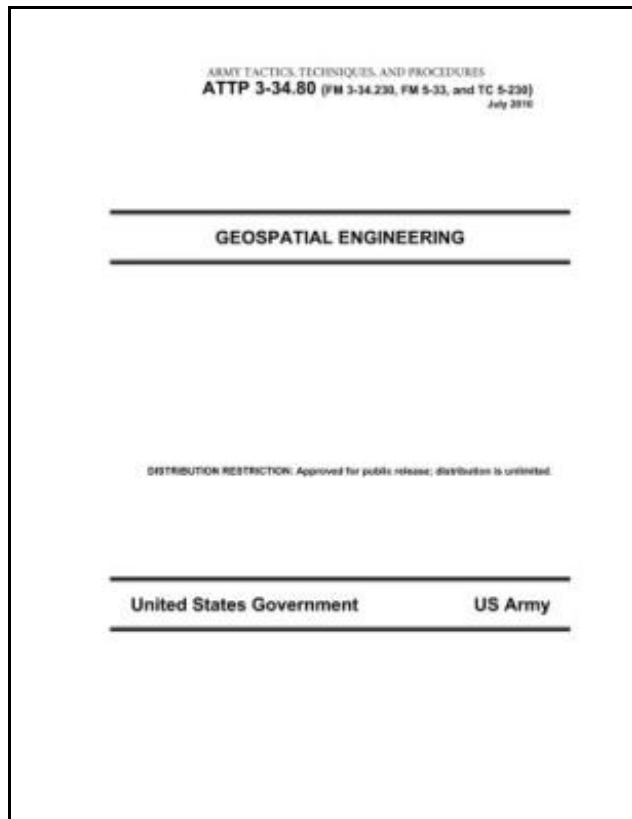 ARMY TACTICS, TECHNIQUES, AND PROCEDURES
ATTP 3-34.80 (FM 3-34.230, FM 5-33, and TC 5-230)
July 2010
GEOSPATIAL ENGINEERING
DISTRIBUTION RESTRICTION: Approved for public release; distribution is unlimited.
United States Government US Army